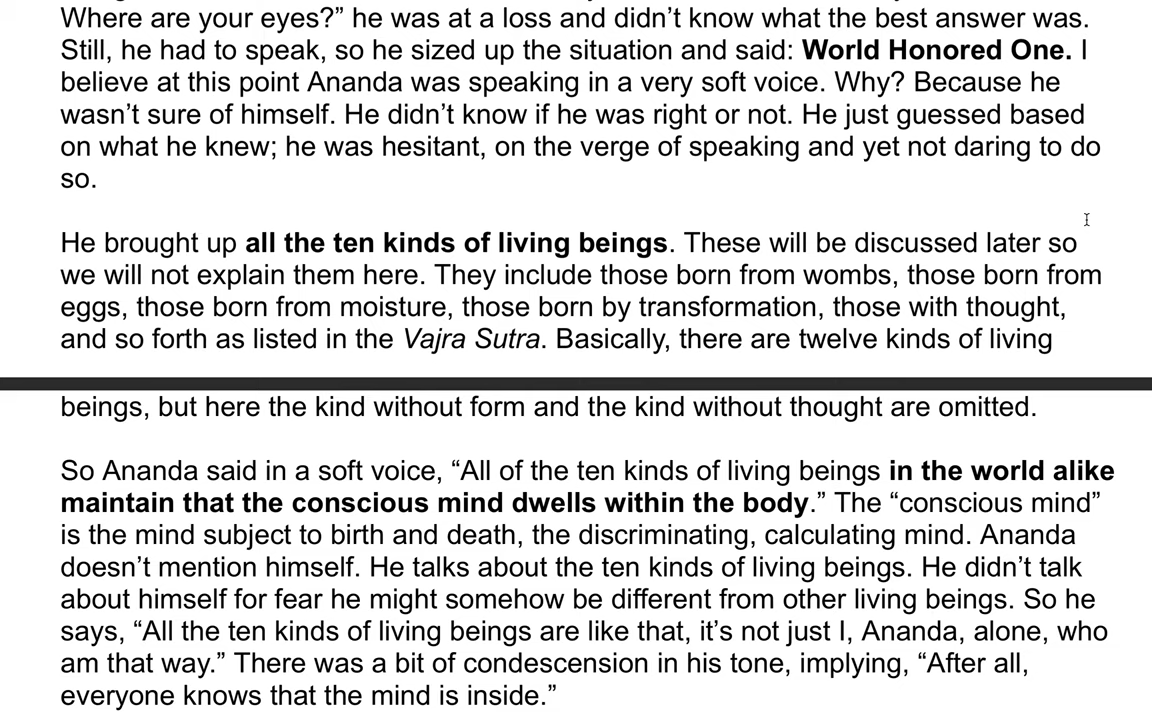 Where are your eyes?” he was at a loss and didn’t know what the best answer was.
Still, he had to speak, so he sized up the situation and said: World Honored One. I
believe at this point Ananda was speaking in a very soft voice. Why? Because he
wasn’t sure of himself. He didn’t know if he was right or not. He just guessed based
on what he knew; he was hesitant, on the verge of speaking and yet not daring to do
so.
He brought up all the ten kinds of living beings. These will be discussed later so
we will not explain them here. They include those born from wombs, those born from
eggs, those born from moisture, those born by transformation, those with thought,
and so forth as listed in the Vajra Sutra. Basically, there are twelve kinds of living
beings, but here the kind without form and the kind without thought are omitted.
So Ananda said in a soft voice, “All of the ten kinds of living beings in the world alike
maintain that the conscious mind dwells within the body.” The “conscious mind”
is the mind subject to birth and death, the discriminating, calculating mind. Ananda
doesn’t mention himself. He talks about the ten kinds of living beings. He didn’t talk
about himself for fear he might somehow be different from other living beings. So he
says, “All the ten kinds of living beings are like that, it’s not just I, Ananda, alone, who
am that way.” There was a bit of condescension in his tone, implying, “After all,
everyone knows that the mind is inside.”